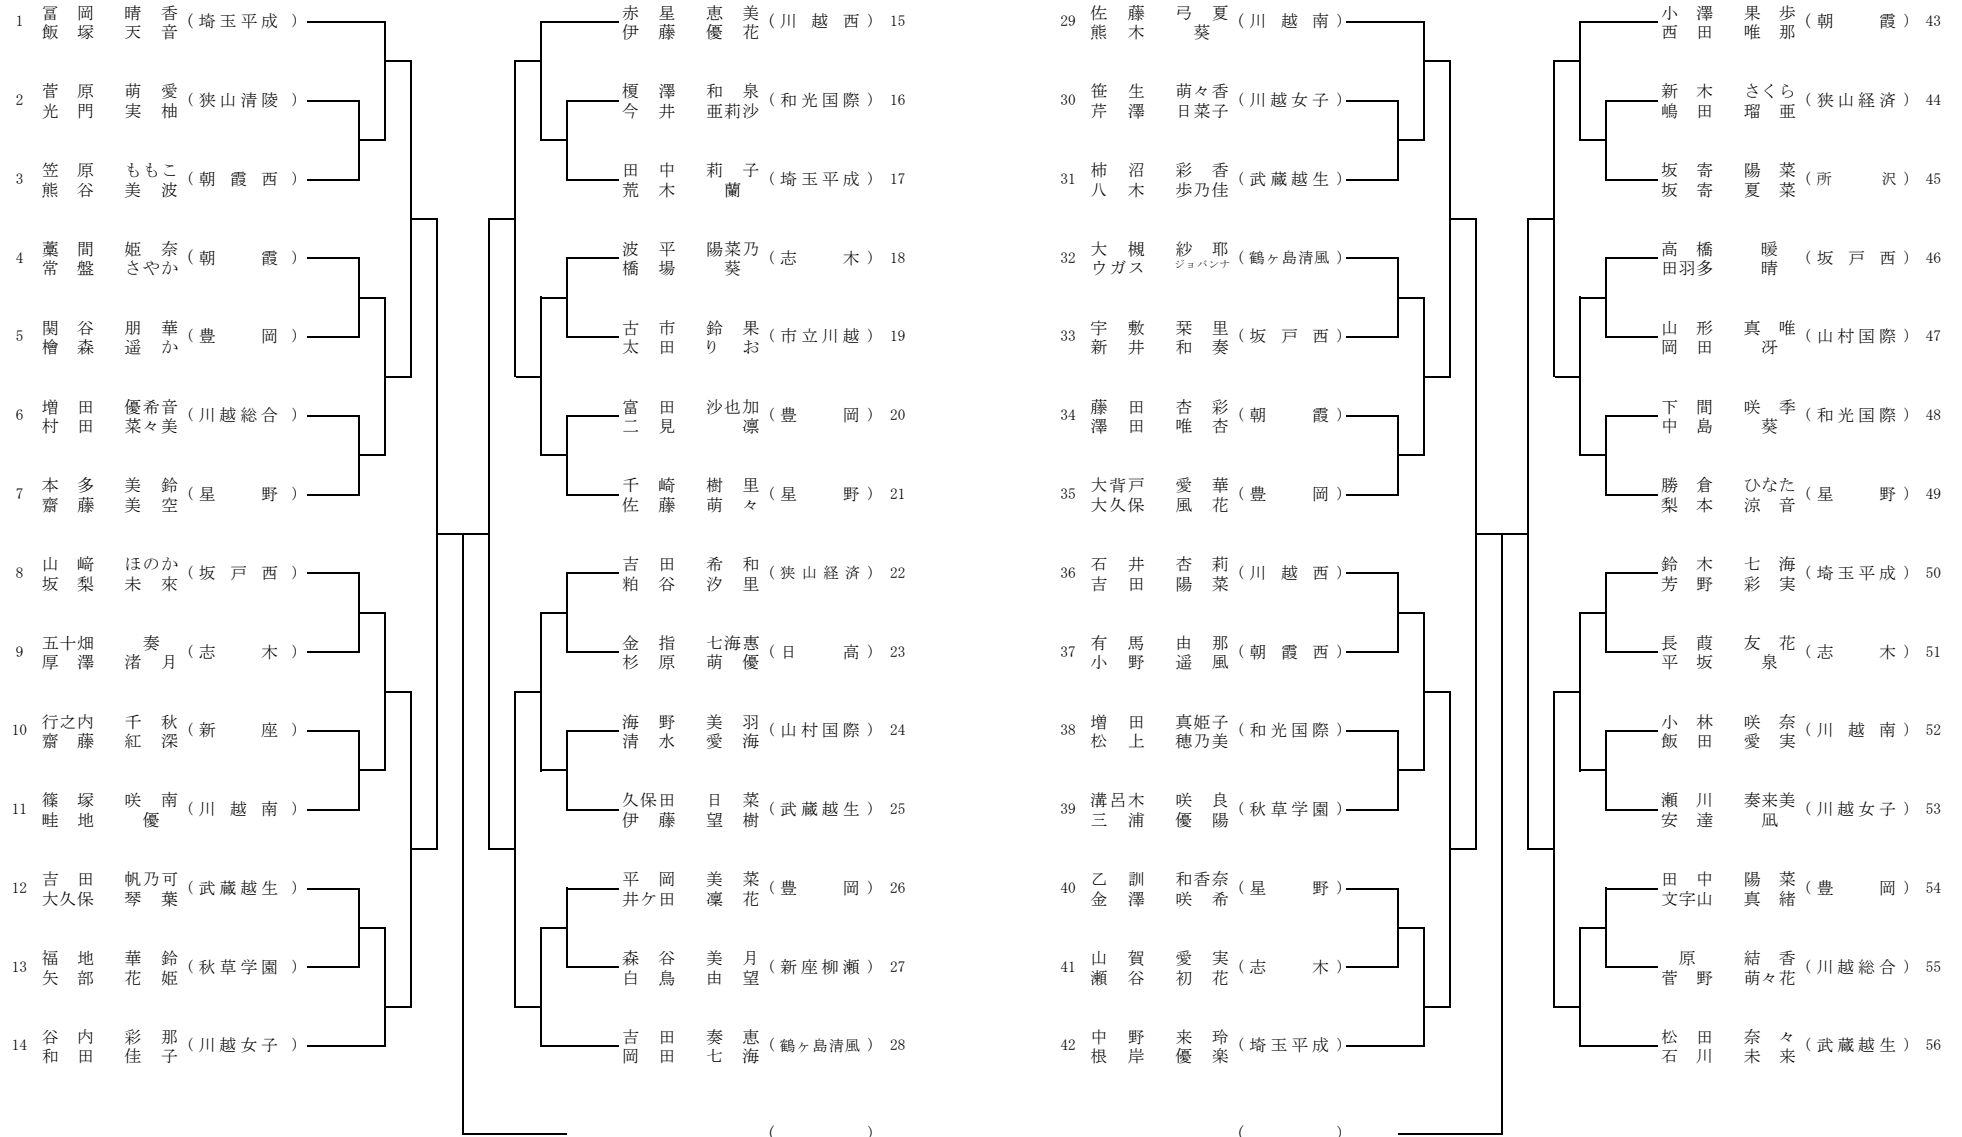 1 冨岡 晴香 (埼玉平成)
飯塚 天音
2 菅原 萌愛 (狭山清陵)
光門 実柚
3 笠原 ももこ (朝霞西)
熊谷 美波
4 藁間 姫奈 (朝霞)
常盤 さやか
5 関谷 朋華 (豊岡)
檜森 遥か
6 増田 優希音 (川越総合)
村田 菜々美
7 本多 美鈴 (星野)
齋藤 美空
8 山﨑 ほのか (坂戸西)
坂梨 未來
9 五十畑 奏 (志木)
厚澤 渚月
10 行之内 千秋 (新座)
齋藤 紅深
11 篠塚 咲南 (川越南)
畦地 優
12 吉田 帆乃可 (武蔵越生)
大久保 琴葉
13 福地 華鈴 (秋草学園)
矢部 花姫
14 谷内 彩那 (川越女子)
和田 佳子
赤星 恵美 (川越西) 15
伊藤 優花
榎澤 和泉 (和光国際) 16
今井 亜莉沙
田中 莉子 (埼玉平成) 17
荒木 蘭
波平 陽菜乃 (志木) 18
橋場 葵
古市 鈴果 (市立川越) 19
太田 りお
富田 沙也加 (豊岡) 20
二見 凛
千崎 樹里 (星野) 21
佐藤 萌々
吉田 希和 (狭山経済) 22
粕谷 汐里
金指 七海惠 (日高) 23
杉原 萌優
海野 美羽 (山村国際) 24
清水 愛海
久保田 日菜 (武蔵越生) 25
伊藤 望樹
平岡 美菜 (豊岡) 26
井ケ田 凜花
森谷 美月 (新座柳瀬) 27
白鳥 由望
吉田 奏恵 (鶴ヶ島清風) 28
岡田 七海
( )
29 佐藤 弓夏 (川越南)
熊木 葵
30 笹生 萌々香 (川越女子)
芹澤 日菜子
31 柿沼 彩香 (武蔵越生)
八木 歩乃佳
32 大槻 紗耶 (鶴ヶ島清風)
ウガス ジョバンナ
33 宇敷 栞里 (坂戸西)
新井 和奏
34 藤田 杏彩 (朝霞)
澤田 唯杏
35 大背戸 愛華 (豊岡)
大久保 風花
36 石井 杏莉 (川越西)
吉田 陽菜
37 有馬 由那 (朝霞西)
小野 遥風
38 増田 真姫子 (和光国際)
松上 穂乃美
39 溝呂木 咲良 (秋草学園)
三浦 優陽
40 乙訓 和香奈 (星野)
金澤 咲希
41 山賀 愛実 (志木)
瀬谷 初花
42 中野 来玲 (埼玉平成)
根岸 優楽
( )
小澤 果歩 (朝霞) 43
西田 唯那
新木 さくら (狭山経済) 44
嶋田 瑠亜
坂寄 陽菜 (所沢) 45
坂寄 夏菜
高橋 暖 (坂戸西) 46
田羽多 晴
山形 真唯 (山村国際) 47
岡田 冴
下間 咲季 (和光国際) 48
中島 葵
勝倉 ひなた (星野) 49
梨本 涼音
鈴木 七海 (埼玉平成) 50
芳野 彩実
長葭 友花 (志木) 51
平坂 泉
小林 咲奈 (川越南) 52
飯田 愛実
瀬川 奏来美 (川越女子) 53
安達 凪
田中 陽菜 (豊岡) 54
文字山 真緒
原 結香 (川越総合) 55
菅野 萌々花
松田 奈々 (武蔵越生) 56
石川 未来